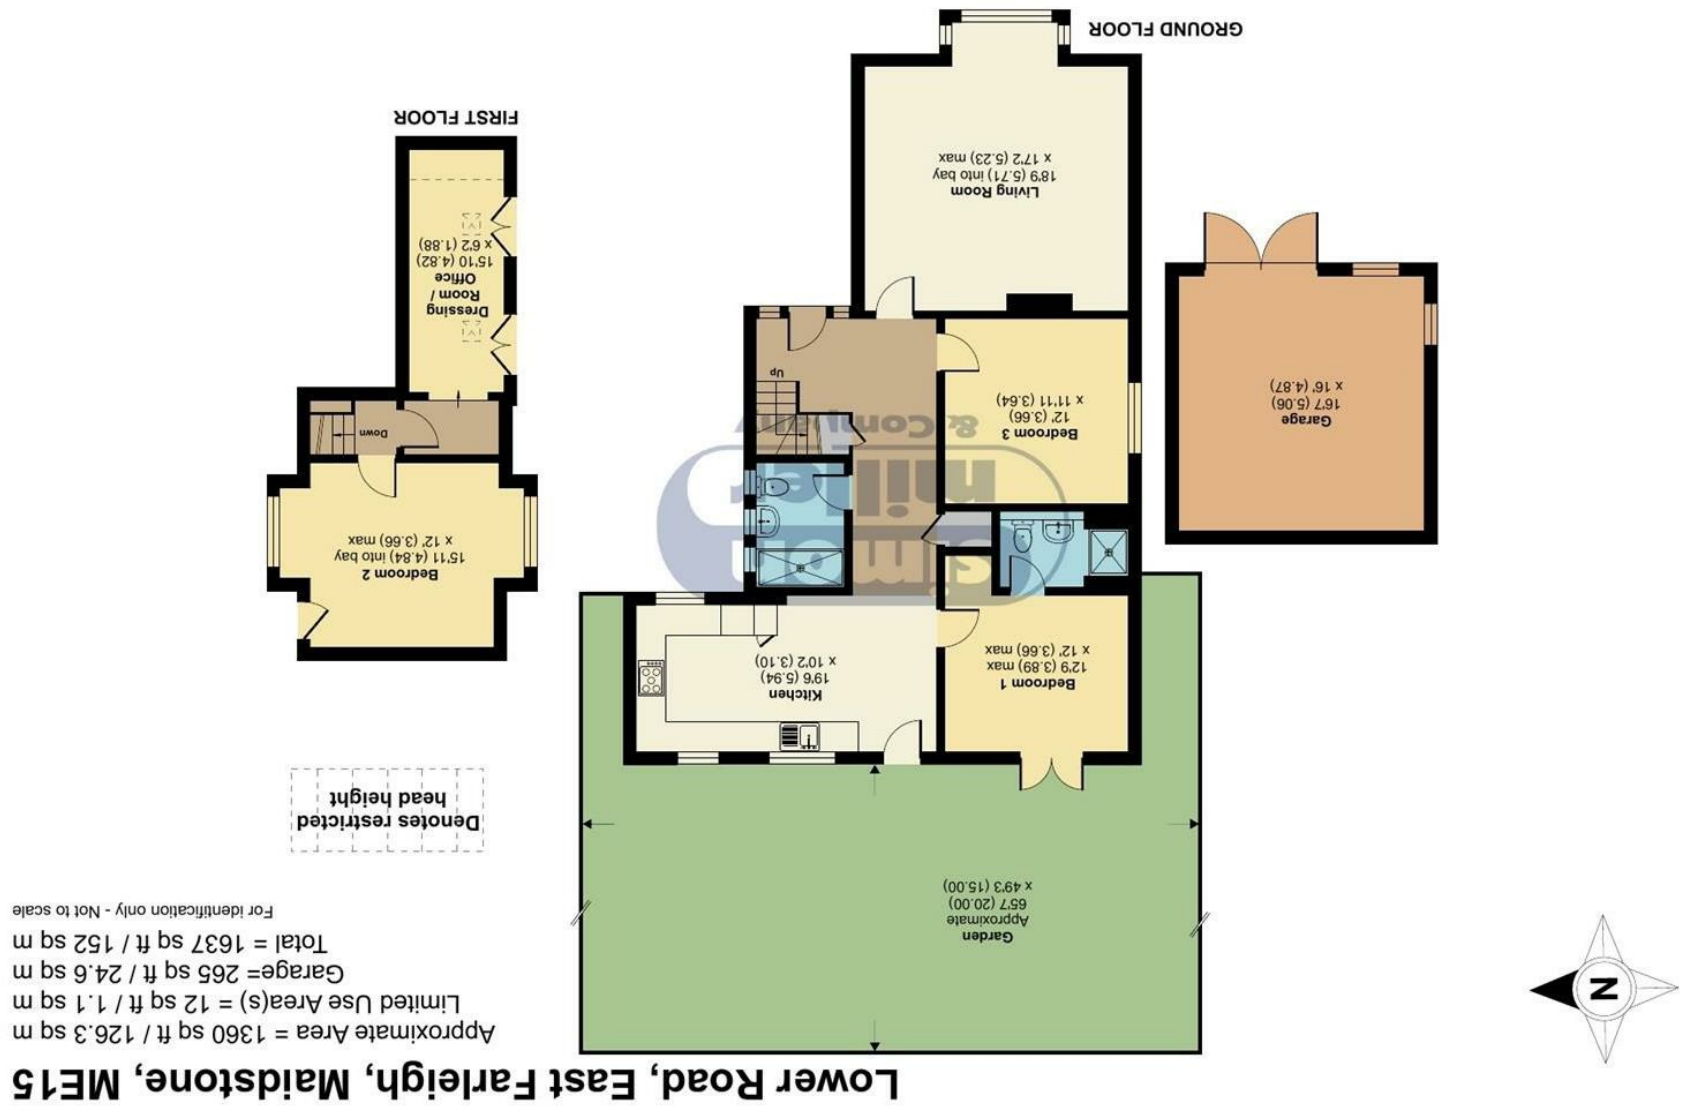 Lower Road, East Farleigh, Maidstone, ME15
Approximate Area = 1360 sq ft / 126.3 sq m
Limited Use Area(s) = 12 sq ft / 1.1 sq m
Garage= 265 sq ft / 24.6 sq m
Total = 1637 sq ft / 152 sq m
For identification only - Not to scale
N
Garden
Approximate
65'7 (20.00)
x 49'3 (15.00)
Denotes restricted
head height
Bedroom 1
12'9 (3.89) max
x 12' (3.66) max
Kitchen
19'6 (5.94)
x 10'2 (3.10)
Bedroom 2
15'11 (4.84) into bay
x 12' (3.66) max
simon
miller
& Company
Garage
16'7 (5.06)
x 16' (4.87)
Bedroom 3
12' (3.66)
x 11'11 (3.64)
Down
Up
Dressing
Room /
Office
15'10 (4.82)
x 6'2 (1.88)
Living Room
18'9 (5.71) into bay
x 17'2 (5.23) max
FIRST FLOOR
GROUND FLOOR